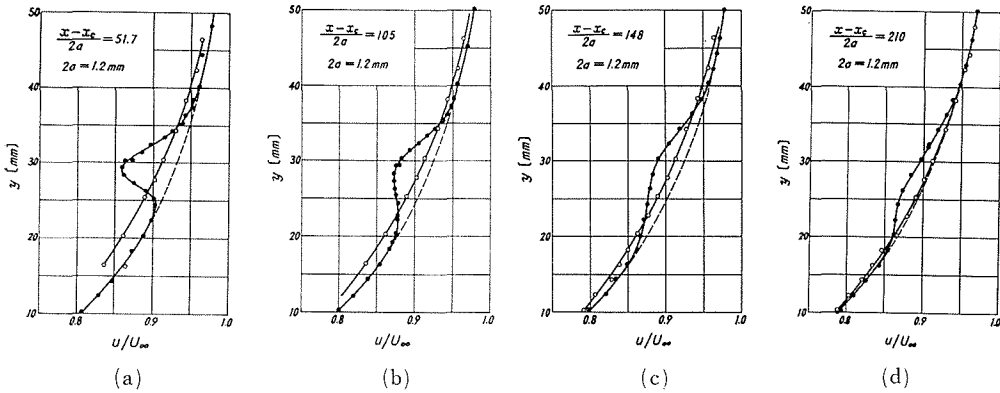 50
40
30
20
10
y [mm]
(x−x_c)/2a = 51.7
2a = 1.2 mm
0.8 0.9 1.0
u/U∞
(a)
50
40
30
20
10
y [mm]
(x−x_c)/2a = 105
2a = 1.2 mm
0.8 0.9 1.0
u/U∞
(b)
50
40
30
20
10
y [mm]
(x−x_c)/2a = 148
2a = 1.2 mm
0.8 0.9 1.0
u/U∞
(c)
50
40
30
20
10
y [mm]
(x−x_c)/2a = 210
2a = 1.2 mm
0.8 0.9 1.0
u/U∞
(d)